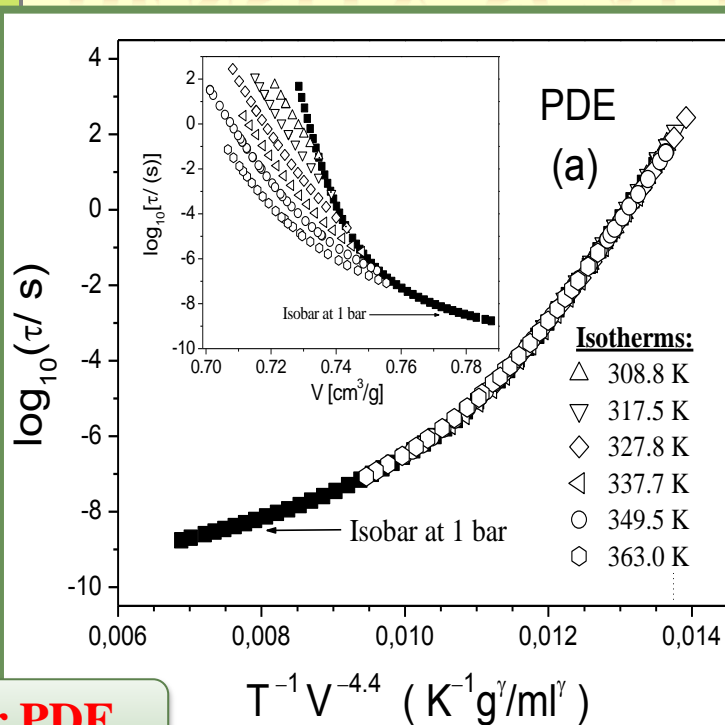 PDE
(a)
log₁₀(τ/ s)
4
2
0
-2
-4
-6
-8
-10
0,006
0,008
0,010
0,012
0,014
T⁻¹ V⁻⁴·⁴ ( K⁻¹g^γ/ml^γ )
Isobar at 1 bar
Isotherms:
308.8 K
317.5 K
327.8 K
337.7 K
349.5 K
363.0 K
log₁₀[τ/ (s)]
2
0
-2
-4
-6
-8
-10
0.70
0.72
0.74
0.76
0.78
V [cm³/g]
Isobar at 1 bar
PDE